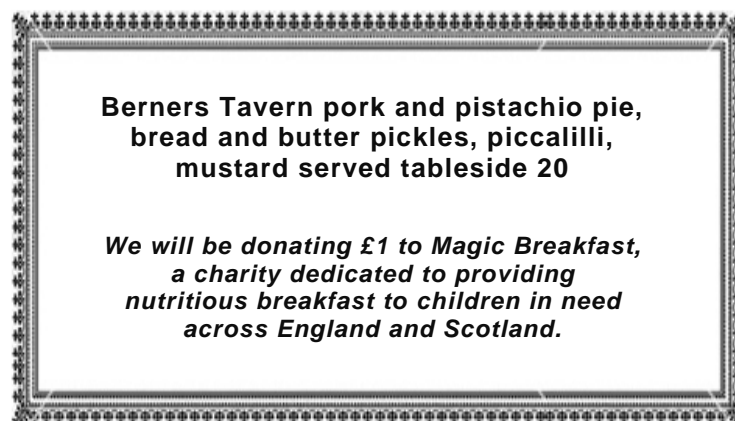 Berners Tavern pork and pistachio pie,
bread and butter pickles, piccalilli,
mustard served tableside 20
We will be donating £1 to Magic Breakfast,
a charity dedicated to providing
nutritious breakfast to children in need
across England and Scotland.